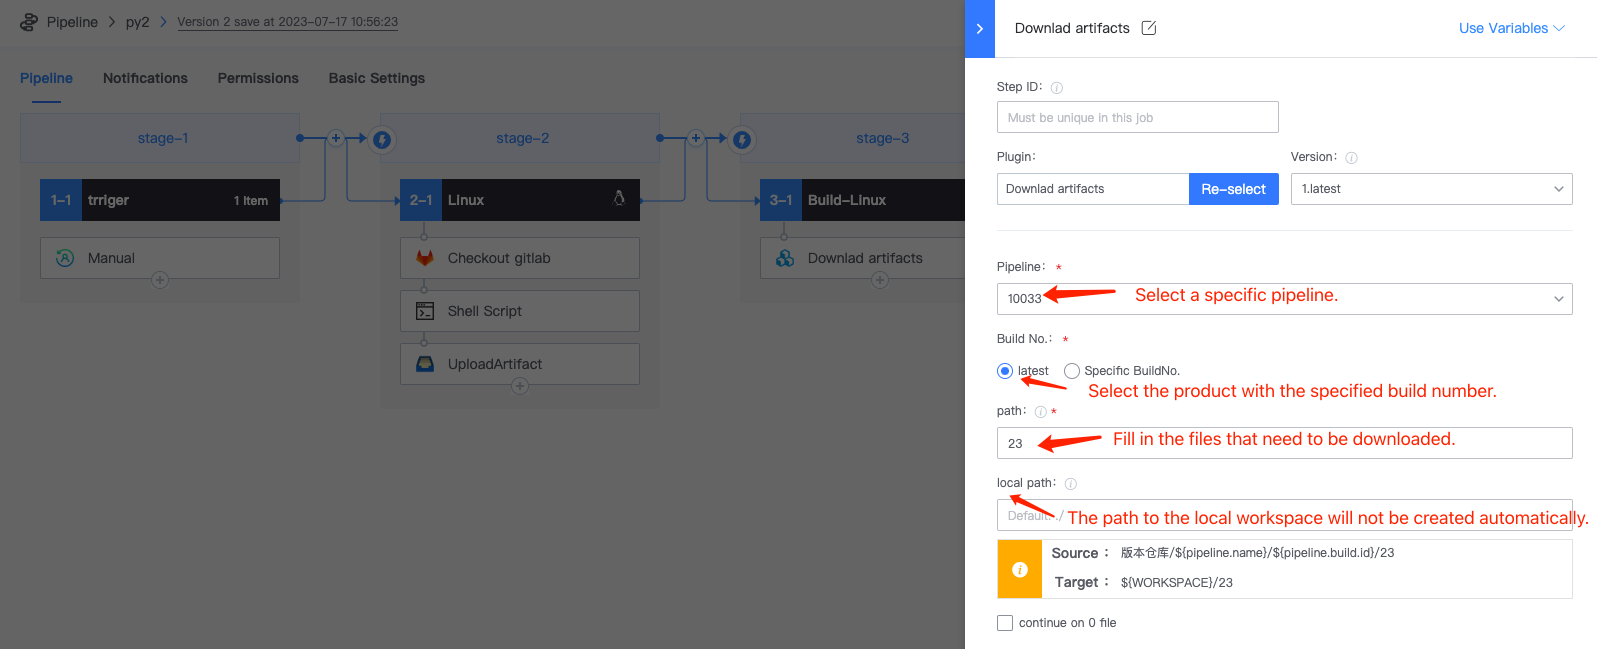 Pipeline > py2 > Version 2 save at 2023-07-17 10:56:23
Pipeline Notifications Permissions Basic Settings
stage-1
stage-2
stage-3
1-1 trriger 1 Item
2-1 Linux
3-1 Build-Linux
Manual
Checkout gitlab
Downlad artifacts
Shell Script
UploadArtifact
Downlad artifacts
Use Variables
Step ID:
Must be unique in this job
Plugin:
Version:
Downlad artifacts
Re-select
1.latest
Pipeline: *
10033
Select a specific pipeline.
Build No.: *
latest
Specific BuildNo.
Select the product with the specified build number.
path: *
23
Fill in the files that need to be downloaded.
local path:
Default: ./
The path to the local workspace will not be created automatically.
Source : 版本仓库/${pipeline.name}/${pipeline.build.id}/23
Target : ${WORKSPACE}/23
continue on 0 file